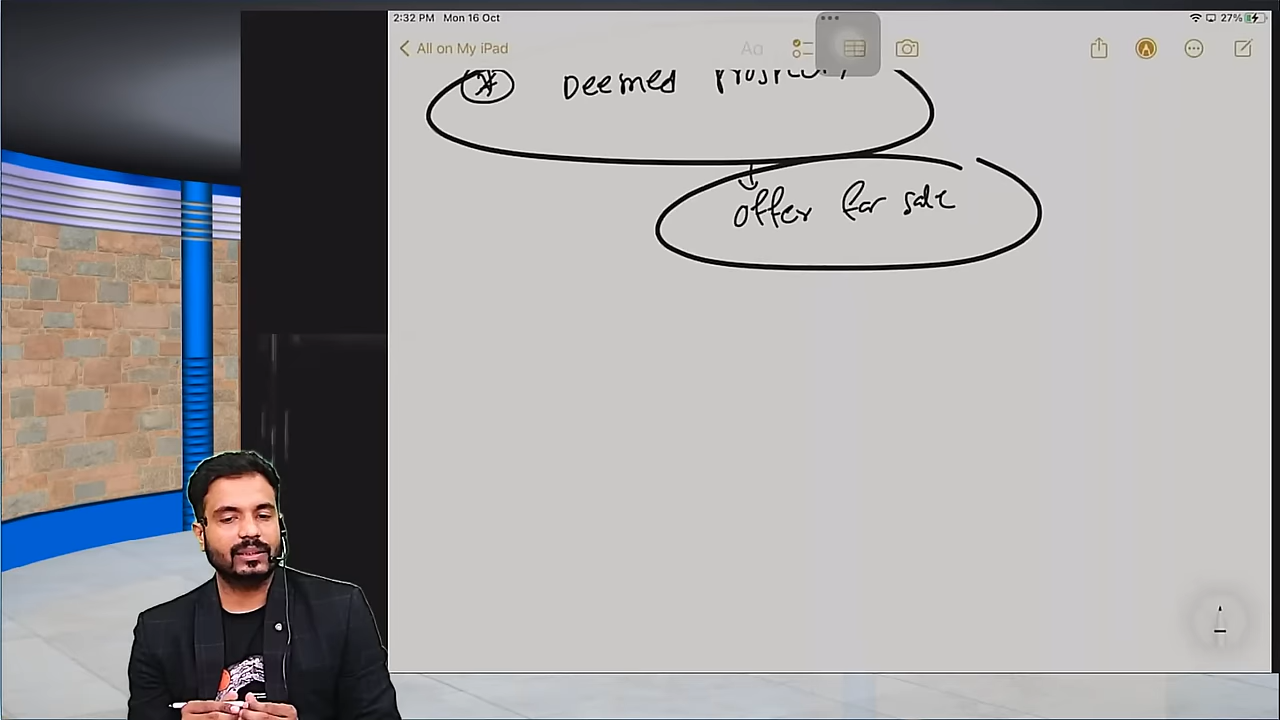 2:32 PM Mon 16 Oct
27%
All on My iPad
Aa
Deemed
offer for sale